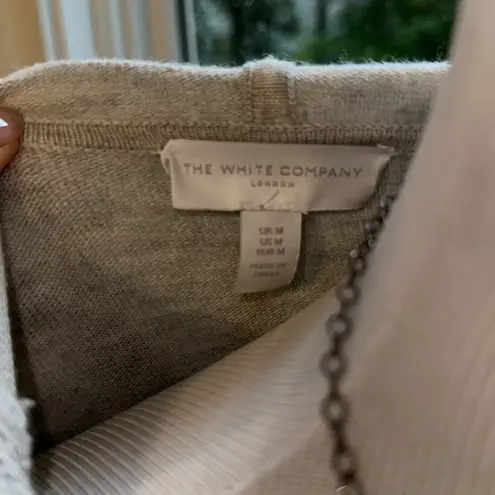 THE WHITE COMPANY
LONDON
UK M
US M
EUR M
MADE IN
CHINA